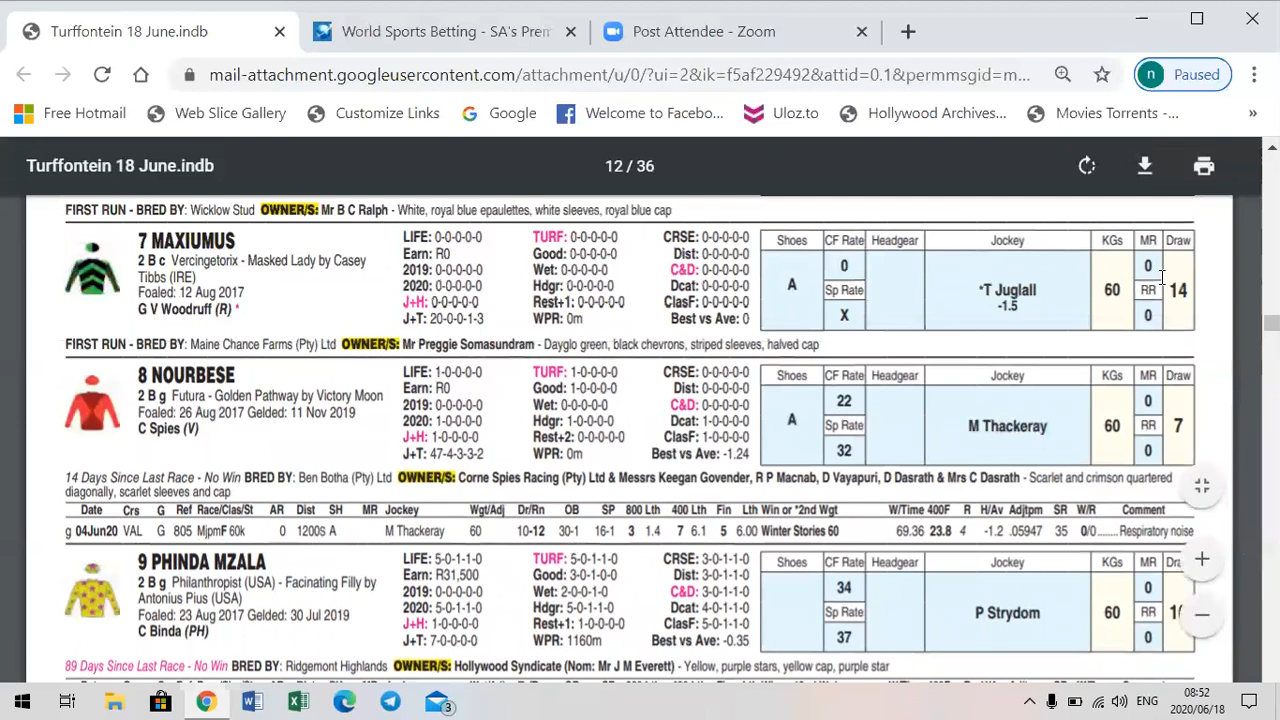 Turffontein 18 June.indb
World Sports Betting - SA's Prem
Post Attendee - Zoom
mail-attachment.googleusercontent.com/attachment/u/0/?ui=2&ik=f5af229492&attid=0.1&permmsgid=m...
n Paused
Free Hotmail
Web Slice Gallery
Customize Links
Google
Welcome to Facebo...
Uloz.to
Hollywood Archives...
Movies Torrents -...
»
Turffontein 18 June.indb
12 / 36
FIRST RUN - BRED BY: Wicklow Stud OWNER/S: Mr B C Ralph - White, royal blue epaulettes, white sleeves, royal blue cap
7 MAXIUMUS
2 B c Vercingetorix - Masked Lady by Casey
Tibbs (IRE)
Foaled: 12 Aug 2017
G V Woodruff (R) *
LIFE: 0-0-0-0-0 TURF: 0-0-0-0-0 CRSE: 0-0-0-0-0
Earn: R0 Good: 0-0-0-0-0 Dist: 0-0-0-0-0
2019: 0-0-0-0-0 Wet: 0-0-0-0-0 C&D: 0-0-0-0-0
2020: 0-0-0-0-0 Hdgr: 0-0-0-0-0 Dcat: 0-0-0-0-0
J+H: 0-0-0-0-0 Rest+1: 0-0-0-0-0 ClasF: 0-0-0-0-0
J+T: 20-0-0-1-3 WPR: 0m Best vs Ave: 0
Shoes CF Rate Headgear Jockey KGs MR Draw
0 0
A Sp Rate *T Juglall 60 RR 14
-1.5
X 0
FIRST RUN - BRED BY: Maine Chance Farms (Pty) Ltd OWNER/S: Mr Preggie Somasundram - Dayglo green, black chevrons, striped sleeves, halved cap
8 NOURBESE
2 B g Futura - Golden Pathway by Victory Moon
Foaled: 26 Aug 2017 Gelded: 11 Nov 2019
C Spies (V)
LIFE: 1-0-0-0-0 TURF: 1-0-0-0-0 CRSE: 0-0-0-0-0
Earn: R0 Good: 1-0-0-0-0 Dist: 0-0-0-0-0
2019: 0-0-0-0-0 Wet: 0-0-0-0-0 C&D: 0-0-0-0-0
2020: 1-0-0-0-0 Hdgr: 1-0-0-0-0 Dcat: 1-0-0-0-0
J+H: 1-0-0-0-0 Rest+2: 0-0-0-0-0 ClasF: 1-0-0-0-0
J+T: 47-4-3-3-2 WPR: 0m Best vs Ave: -1.24
Shoes CF Rate Headgear Jockey KGs MR Draw
22 0
A Sp Rate M Thackeray 60 RR 7
32 0
14 Days Since Last Race - No Win BRED BY: Ben Botha (Pty) Ltd OWNER/S: Corne Spies Racing (Pty) Ltd & Messrs Keegan Govender, R P Macnab, D Vayapuri, D Dasrath & Mrs C Dasrath - Scarlet and crimson quartered
diagonally, scarlet sleeves and cap
Date Crs G Ref Race/Clas/St AR Dist SH MR Jockey Wgt/Adj Dr/Rn OB SP 800 Lth 400 Lth Fin Lth Win or *2nd Wgt W/Time 400F R H/Av Adjtpm SR W/R Comment
g 04Jun20 VAL G 805 MjpmF 60k 0 1200S A M Thackeray 60 10-12 30-1 16-1 3 1.4 7 6.1 5 6.00 Winter Stories 60 69.36 23.8 4 -1.2 .05947 35 0/0.......Respiratory noise
9 PHINDA MZALA
2 B g Philanthropist (USA) - Facinating Filly by
Antonius Pius (USA)
Foaled: 23 Aug 2017 Gelded: 30 Jul 2019
C Binda (PH)
LIFE: 5-0-1-1-0 TURF: 5-0-1-1-0 CRSE: 3-0-1-1-0
Earn: R31,500 Good: 3-0-1-0-0 Dist: 3-0-1-1-0
2019: 0-0-0-0-0 Wet: 2-0-0-1-0 C&D: 3-0-1-1-0
2020: 5-0-1-1-0 Hdgr: 5-0-1-1-0 Dcat: 4-0-1-1-0
J+H: 1-0-0-0-0 Rest+1: 1-0-0-0-0 ClasF: 5-0-1-1-0
J+T: 7-0-0-0-0 WPR: 1160m Best vs Ave: -0.35
Shoes CF Rate Headgear Jockey KGs MR
34 0
Sp Rate P Strydom 60 RR
37 0
89 Days Since Last Race - No Win BRED BY: Ridgemont Highlands OWNER/S: Hollywood Syndicate (Nom: Mr J M Everett) - Yellow, purple stars, yellow cap, purple star
3
ENG
08:52
2020/06/18